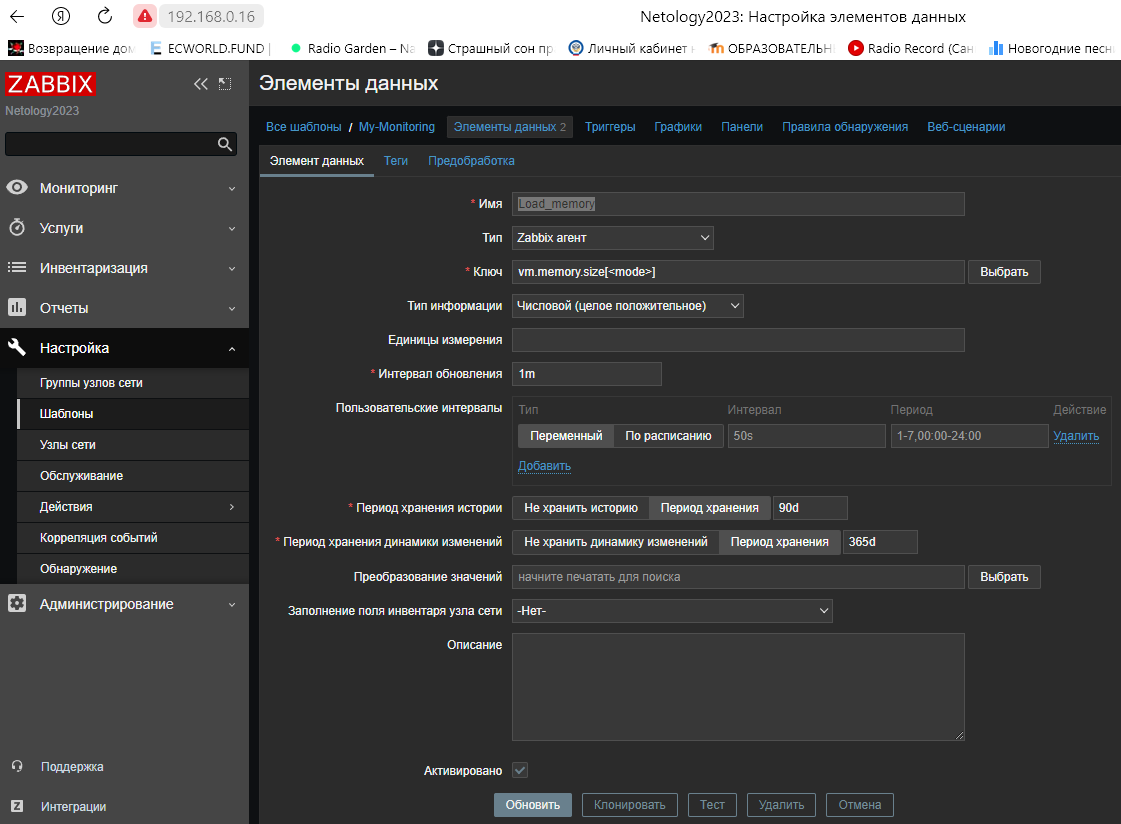 192.168.0.16
Netology2023: Настройка элементов данных
Возвращение дом
ECWORLD.FUND |
Radio Garden – Na
Страшный сон пр
Личный кабинет
ОБРАЗОВАТЕЛЬН
Radio Record (Сан
Новогодние песн
ZABBIX
Netology2023
Мониторинг
Услуги
Инвентаризация
Отчеты
Настройка
Группы узлов сети
Шаблоны
Узлы сети
Обслуживание
Действия
Корреляция событий
Обнаружение
Администрирование
Поддержка
Z Интеграции
Элементы данных
Все шаблоны / My-Monitoring Элементы данных 2 Триггеры Графики Панели Правила обнаружения Веб-сценарии
Элемент данных Теги Предобработка
* Имя Load_memory
Тип Zabbix агент
* Ключ vm.memory.size[<mode>] Выбрать
Тип информации Числовой (целое положительное)
Единицы измерения
* Интервал обновления 1m
Пользовательские интервалы Тип Интервал Период Действие
Переменный По расписанию 50s 1-7,00:00-24:00 Удалить
Добавить
* Период хранения истории Не хранить историю Период хранения 90d
* Период хранения динамики изменений Не хранить динамику изменений Период хранения 365d
Преобразование значений начните печатать для поиска Выбрать
Заполнение поля инвентаря узла сети -Нет-
Описание
Активировано
Обновить Клонировать Тест Удалить Отмена